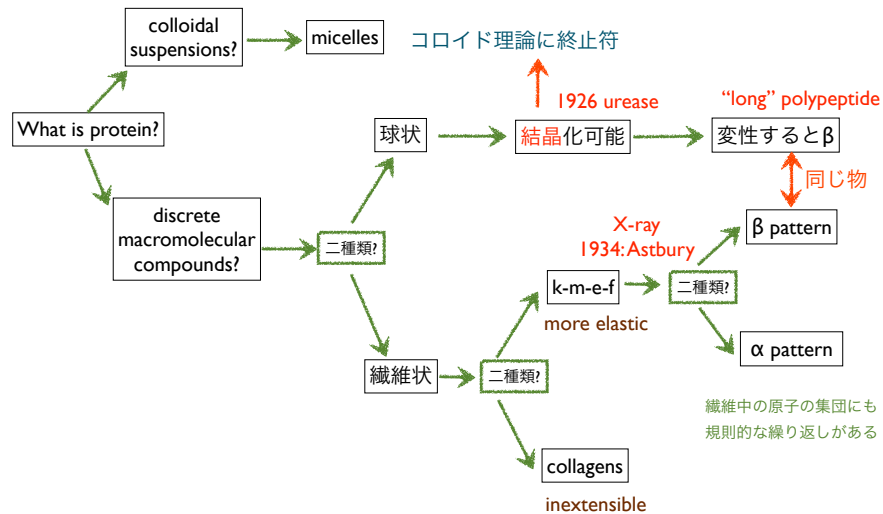 colloidal
suspensions?
micelles
コロイド理論に終止符
1926 urease
“long” polypeptide
What is protein?
球状
結晶化可能
変性するとβ
同じ物
discrete
macromolecular
compounds?
二種類?
X-ray
1934: Astbury
β pattern
k-m-e-f
二種類?
more elastic
α pattern
繊維状
二種類?
繊維中の原子の集団にも
規則的な繰り返しがある
collagens
inextensible